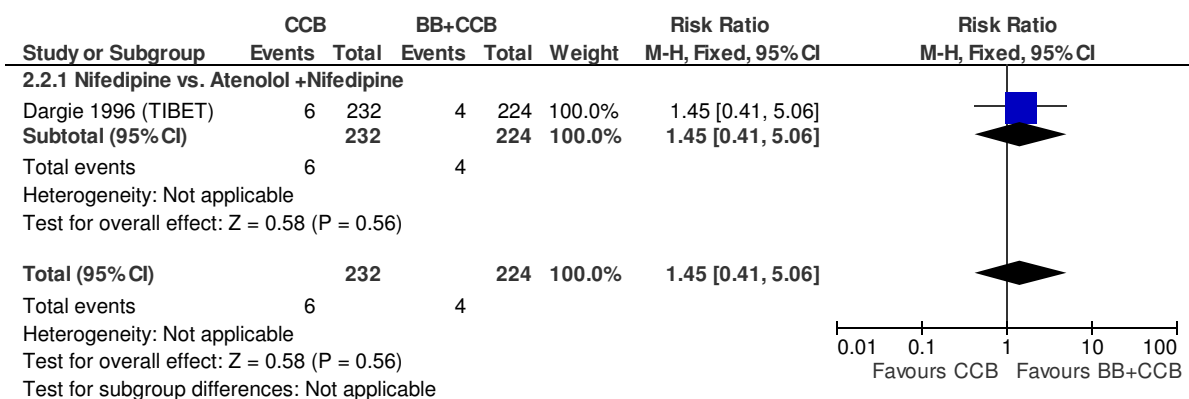 CCB BB+CCB Risk Ratio Risk Ratio
Study or Subgroup Events Total Events Total Weight M-H, Fixed, 95% CI M-H, Fixed, 95% CI
2.2.1 Nifedipine vs. Atenolol +Nifedipine
Dargie 1996 (TIBET) 6 232 4 224 100.0% 1.45 [0.41, 5.06]
Subtotal (95% CI) 232 224 100.0% 1.45 [0.41, 5.06]
Total events 6 4
Heterogeneity: Not applicable
Test for overall effect: Z = 0.58 (P = 0.56)
Total (95% CI) 232 224 100.0% 1.45 [0.41, 5.06]
Total events 6 4
Heterogeneity: Not applicable
Test for overall effect: Z = 0.58 (P = 0.56)
Test for subgroup differences: Not applicable
0.01 0.1 1 10 100
Favours CCB Favours BB+CCB